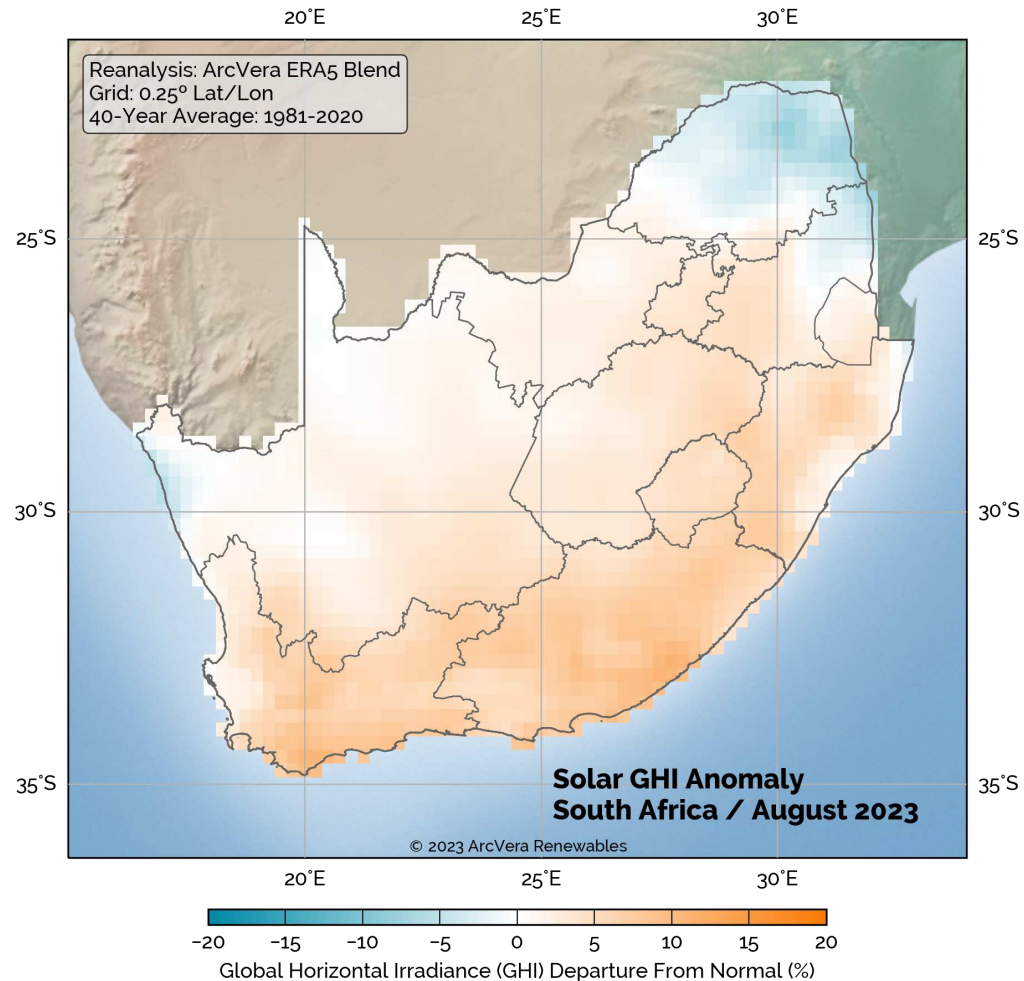 20°E 25°E 30°E
Reanalysis: ArcVera ERA5 Blend
Grid: 0.25º Lat/Lon
40-Year Average: 1981-2020
25°S 25°S
30°S 30°S
35°S 35°S
Solar GHI Anomaly
South Africa / August 2023
© 2023 ArcVera Renewables
20°E 25°E 30°E
−20 −15 −10 −5 0 5 10 15 20
Global Horizontal Irradiance (GHI) Departure From Normal (%)